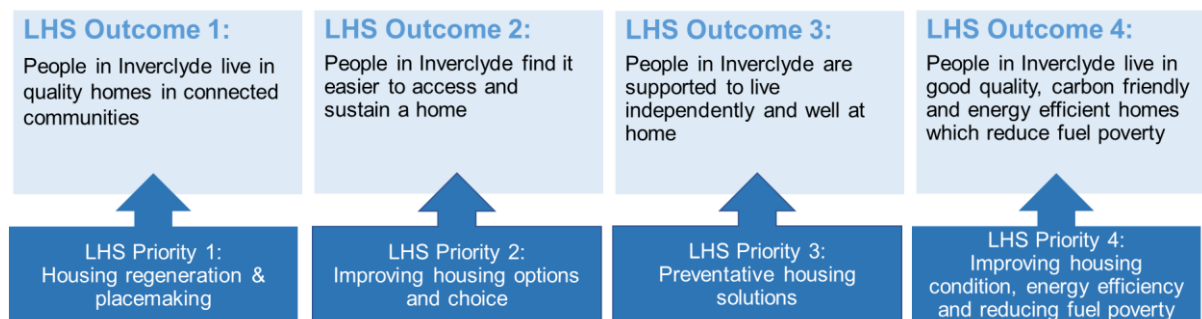 LHS Outcome 1:
People in Inverclyde live in
quality homes in connected
communities
LHS Outcome 2:
People in Inverclyde find it
easier to access and
sustain a home
LHS Outcome 3:
People in Inverclyde are
supported to live
independently and well at
home
LHS Outcome 4:
People in Inverclyde live in
good quality, carbon friendly
and energy efficient homes
which reduce fuel poverty
LHS Priority 1:
Housing regeneration &
placemaking
LHS Priority 2:
Improving housing options
and choice
LHS Priority 3:
Preventative housing
solutions
LHS Priority 4:
Improving housing
condition, energy efficiency
and reducing fuel poverty